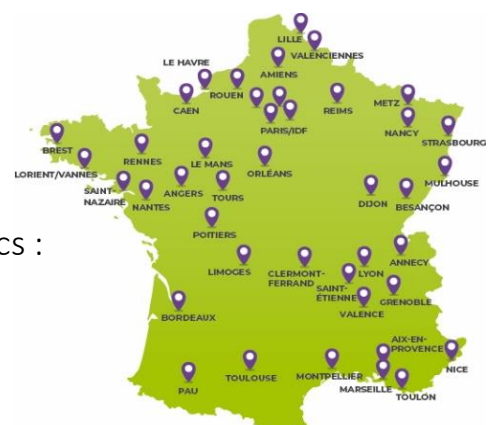 LILLE
VALENCIENNES
LE HAVRE
AMIENS
ROUEN
CAEN
REIMS
METZ
PARIS/IDF
NANCY
STRASBOURG
BREST
RENNES
LE MANS
ORLÉANS
LORIENT/VANNES
MULHOUSE
SAINT-
NAZAIRE
ANGERS
TOURS
NANTES
DIJON
BESANÇON
POITIERS
CS :
LIMOGES
CLERMONT-
FERRAND
LYON
ANNECY
SAINT-
ÉTIENNE
GRENOBLE
VALENCE
BORDEAUX
AIX-EN-
PROVENCE
NICE
PAU
TOULOUSE
MONTPELLIER
MARSEILLE
TOULON